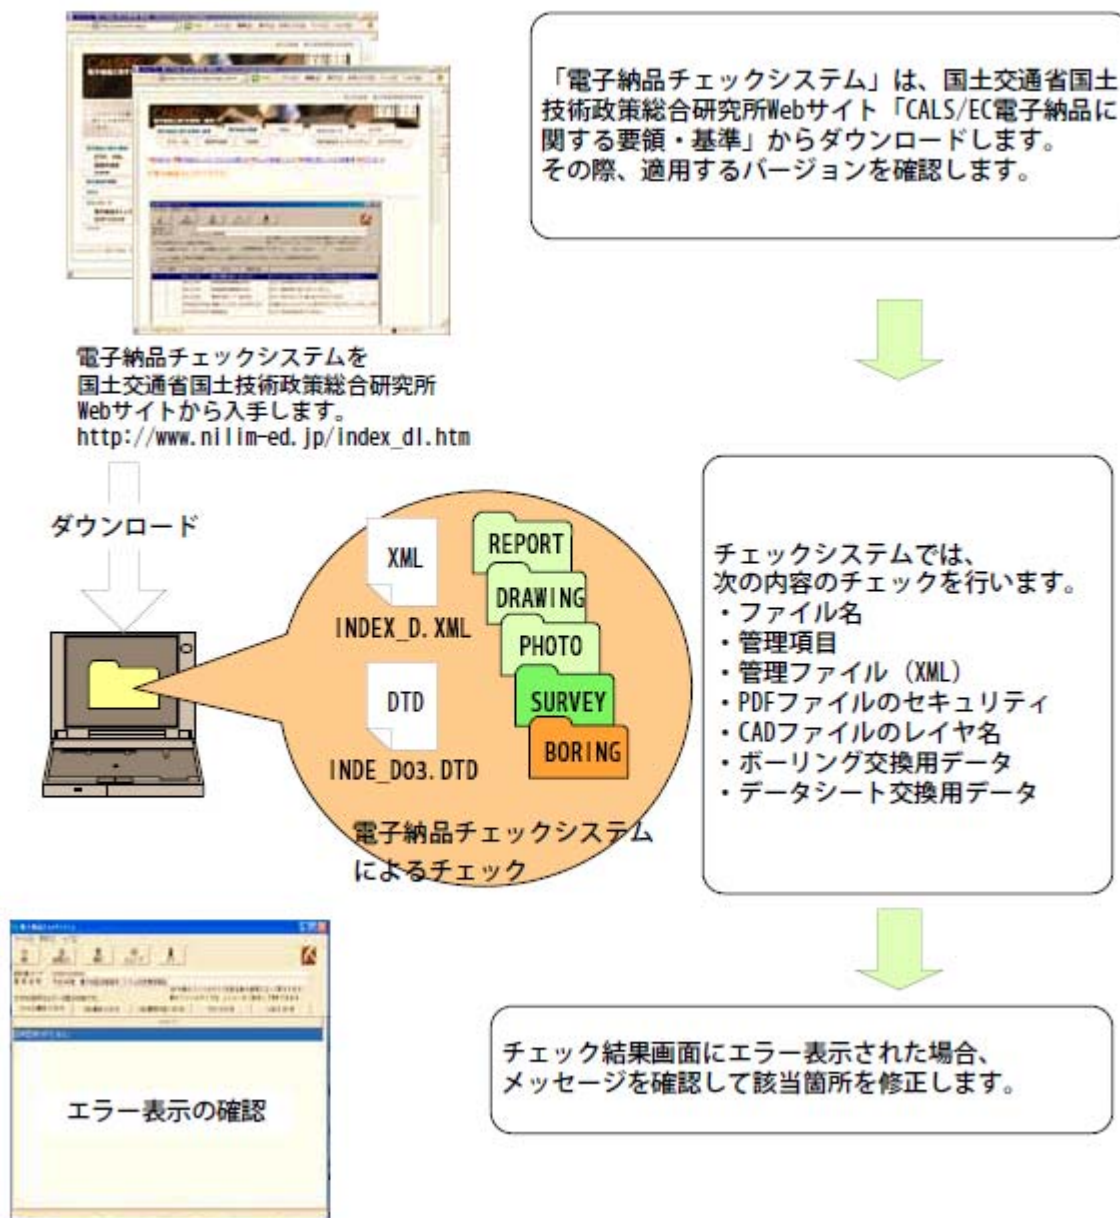 「電子納品チェックシステム」は、国土交通省国土
技術政策総合研究所Webサイト「CALS/EC電子納品に
関する要領・基準」からダウンロードします。
その際、適用するバージョンを確認します。
電子納品チェックシステムを
国土交通省国土技術政策総合研究所
Webサイトから入手します。
http://www.nilim-ed.jp/index_dl.htm
ダウンロード
XML
INDEX_D.XML
DTD
INDE_D03.DTD
REPORT
DRAWING
PHOTO
SURVEY
BORING
電子納品チェックシステム
によるチェック
チェックシステムでは、
次の内容のチェックを行います。
・ファイル名
・管理項目
・管理ファイル（XML）
・PDFファイルのセキュリティ
・CADファイルのレイヤ名
・ボーリング交換用データ
・データシート交換用データ
エラー表示の確認
チェック結果画面にエラー表示された場合、
メッセージを確認して該当箇所を修正します。